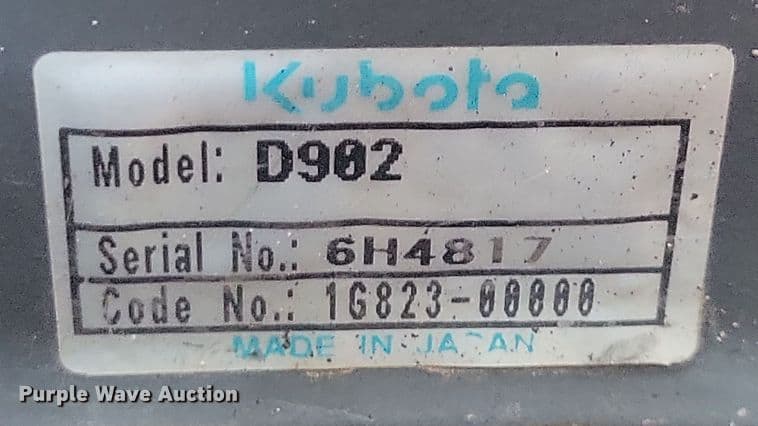 Kubota
Model: D902
Serial No.: 6H4817
Code No.: 1G823-00000
MADE IN JAPAN
Purple Wave Auction